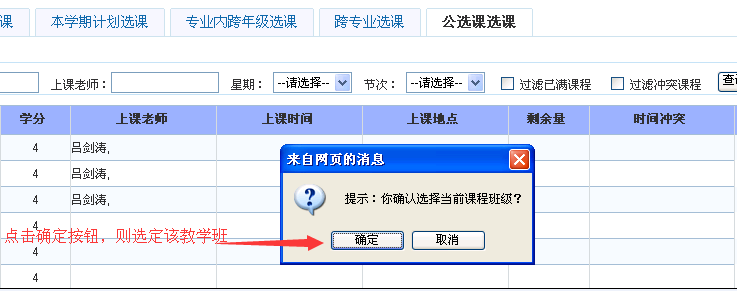 课 本学期计划选课 专业内跨年级选课 跨专业选课 公选课选课
上课老师： 星期： --请选择-- 节次： --请选择-- 过滤已满课程 过滤冲突课程
学分 上课老师 上课时间 上课地点 剩余量 时间冲突
4 吕剑涛,
4 吕剑涛,
4 吕剑涛,
4
4
4
来自网页的消息
提示：你确认选择当前课程班级？
确定 取消
点击确定按钮，则选定该教学班